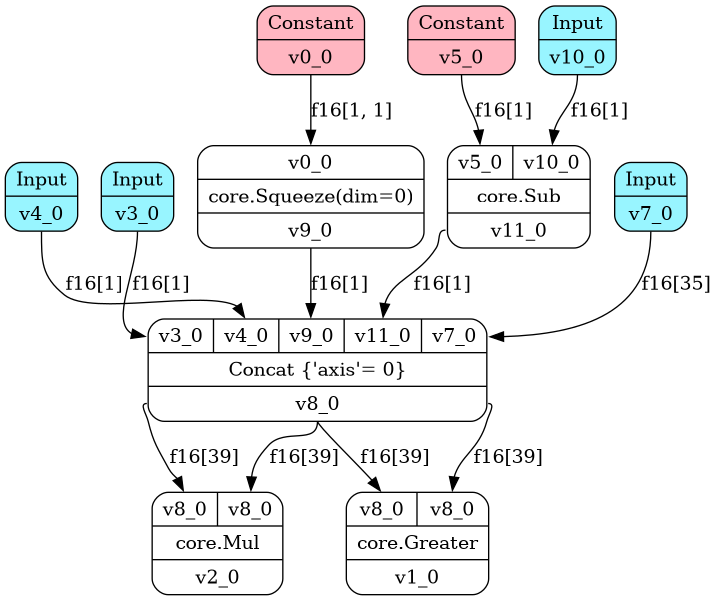 Constant
v0_0
Constant
v5_0
Input
v10_0
f16[1, 1]
f16[1]
f16[1]
Input
v4_0
Input
v3_0
v0_0
core.Squeeze(dim=0)
v9_0
v5_0 v10_0
core.Sub
v11_0
Input
v7_0
f16[1]
f16[1]
f16[1]
f16[1]
f16[35]
v3_0 v4_0 v9_0 v11_0 v7_0
Concat {'axis'= 0}
v8_0
f16[39]
f16[39]
f16[39]
f16[39]
v8_0 v8_0
core.Mul
v2_0
v8_0 v8_0
core.Greater
v1_0